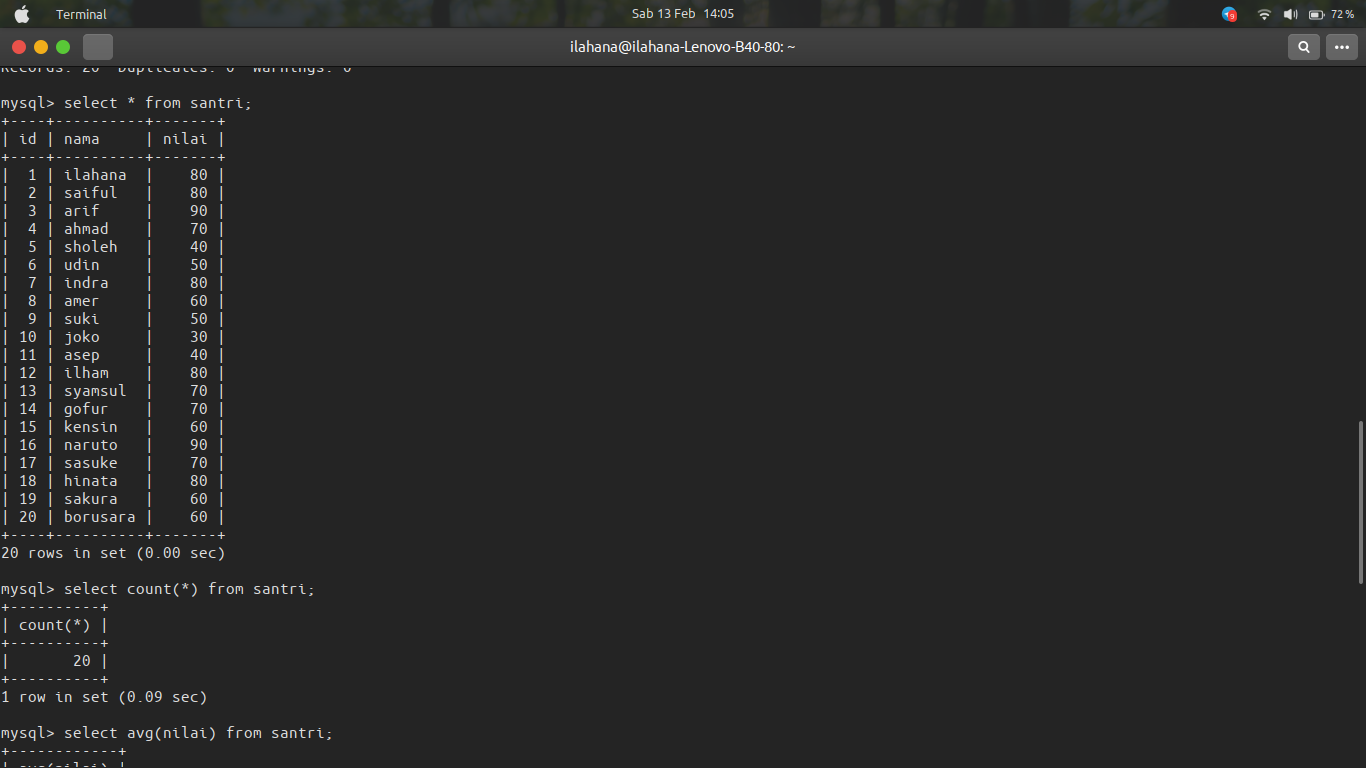 Terminal
Sab 13 Feb 14:05
9
72 %
ilahana@ilahana-Lenovo-B40-80: ~
Records: 20  Duplicates: 0  Warnings: 0
mysql> select * from santri;
+----+----------+-------+
| id | nama     | nilai |
+----+----------+-------+
|  1 | ilahana  |    80 |
|  2 | saiful   |    80 |
|  3 | arif     |    90 |
|  4 | ahmad    |    70 |
|  5 | sholeh   |    40 |
|  6 | udin     |    50 |
|  7 | indra    |    80 |
|  8 | amer     |    60 |
|  9 | suki     |    50 |
| 10 | joko     |    30 |
| 11 | asep     |    40 |
| 12 | ilham    |    80 |
| 13 | syamsul  |    70 |
| 14 | gofur    |    70 |
| 15 | kensin   |    60 |
| 16 | naruto   |    90 |
| 17 | sasuke   |    70 |
| 18 | hinata   |    80 |
| 19 | sakura   |    60 |
| 20 | borusara |    60 |
+----+----------+-------+
20 rows in set (0.00 sec)
mysql> select count(*) from santri;
+----------+
| count(*) |
+----------+
|       20 |
+----------+
1 row in set (0.09 sec)
mysql> select avg(nilai) from santri;
+------------+
| avg(nilai) |